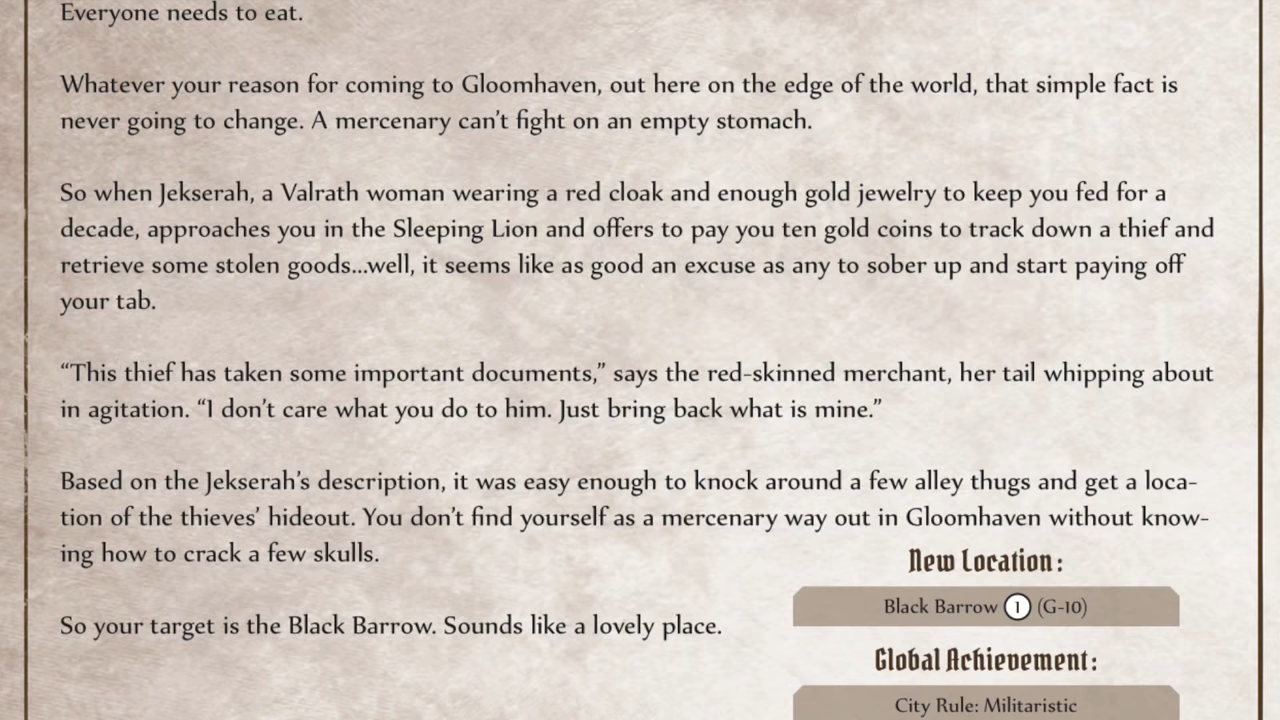 Everyone needs to eat.
Whatever your reason for coming to Gloomhaven, out here on the edge of the world, that simple fact is
never going to change. A mercenary can’t fight on an empty stomach.
So when Jekserah, a Valrath woman wearing a red cloak and enough gold jewelry to keep you fed for a
decade, approaches you in the Sleeping Lion and offers to pay you ten gold coins to track down a thief and
retrieve some stolen goods...well, it seems like as good an excuse as any to sober up and start paying off
your tab.
“This thief has taken some important documents,” says the red-skinned merchant, her tail whipping about
in agitation. “I don’t care what you do to him. Just bring back what is mine.”
Based on the Jekserah’s description, it was easy enough to knock around a few alley thugs and get a loca-
tion of the thieves’ hideout. You don’t find yourself as a mercenary way out in Gloomhaven without know-
ing how to crack a few skulls.
So your target is the Black Barrow. Sounds like a lovely place.
New Location:
Black Barrow 1 (G-10)
Global Achievement:
City Rule: Militaristic